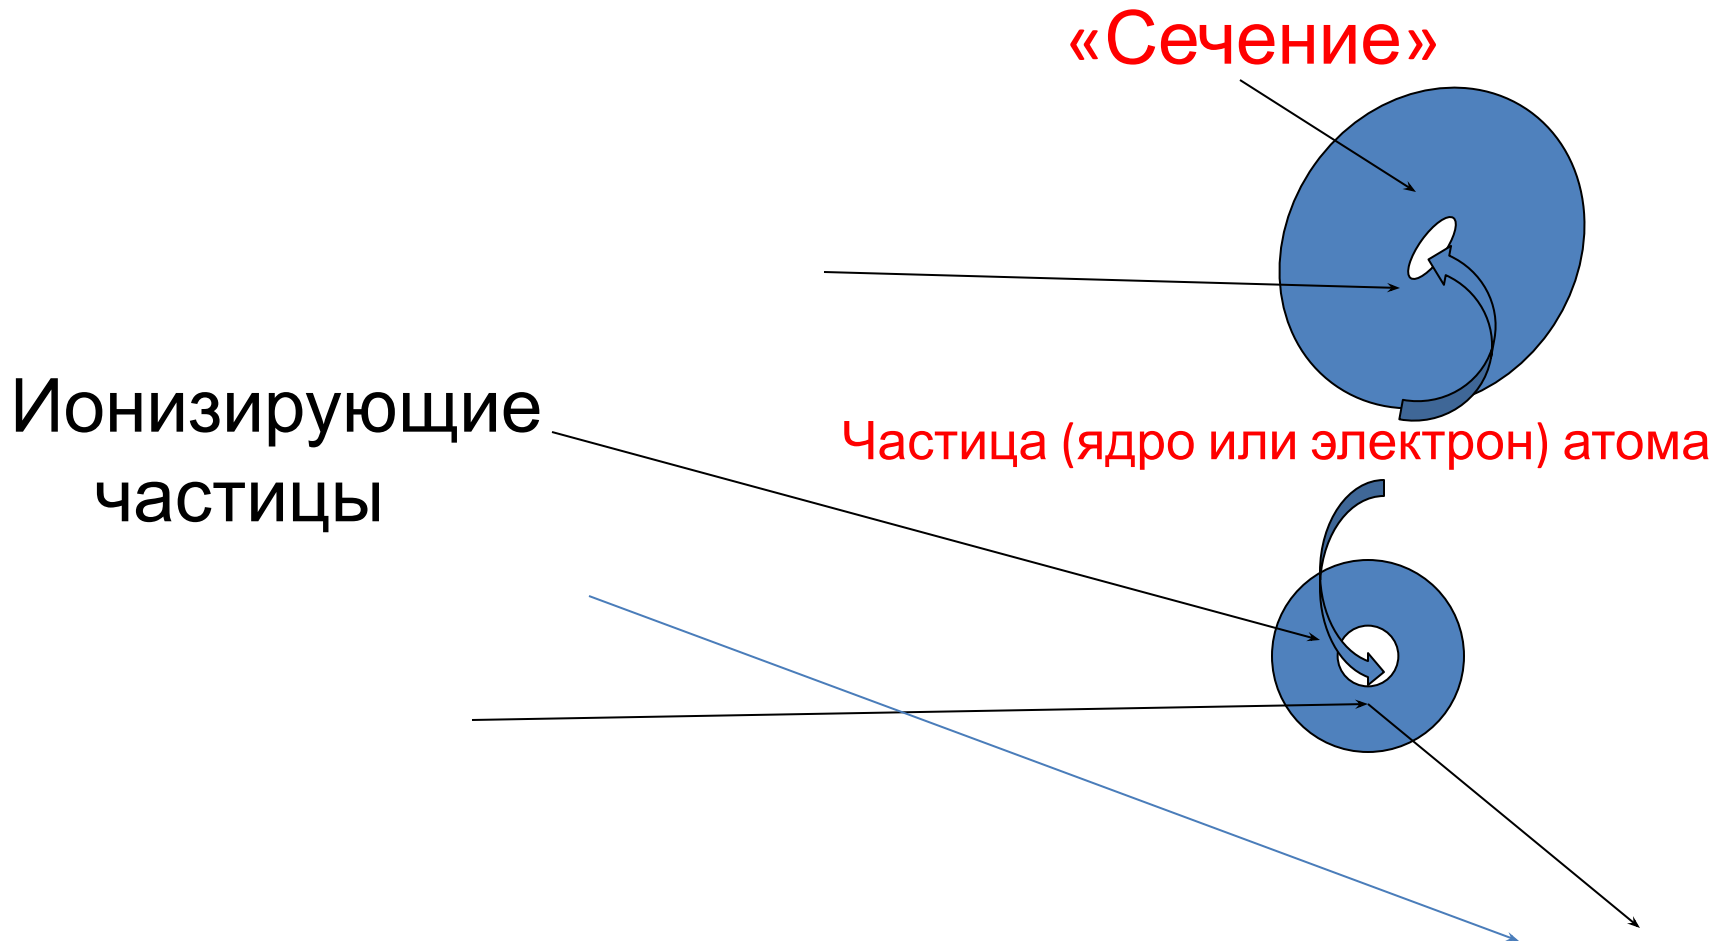 «Сечение»
Ионизирующие
частицы
Частица (ядро или электрон) атома